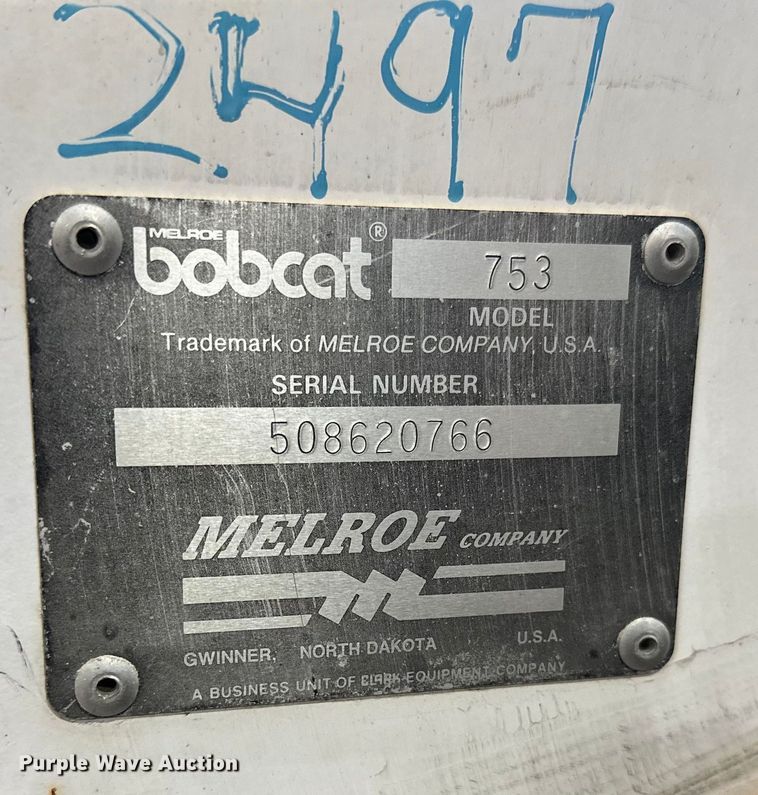 2497
MELROE
bobcat® 753
MODEL
Trademark of MELROE COMPANY, U.S.A.
SERIAL NUMBER
508620766
MELROE COMPANY
GWINNER, NORTH DAKOTA U.S.A.
A BUSINESS UNIT OF CLARK EQUIPMENT COMPANY
Purple Wave Auction